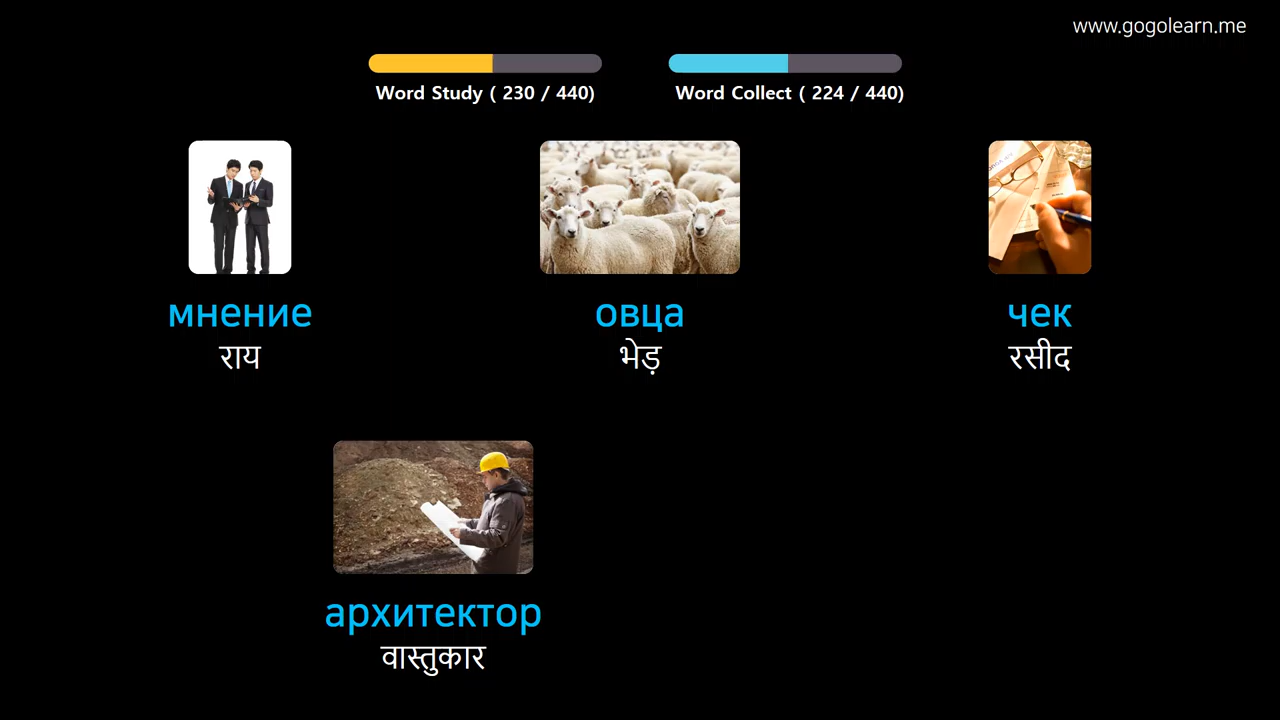 www.gogolearn.me
Word Study ( 230 / 440)
Word Collect ( 224 / 440)
мнение
राय
овца
भेड़
чек
रसीद
архитектор
वास्तुकार